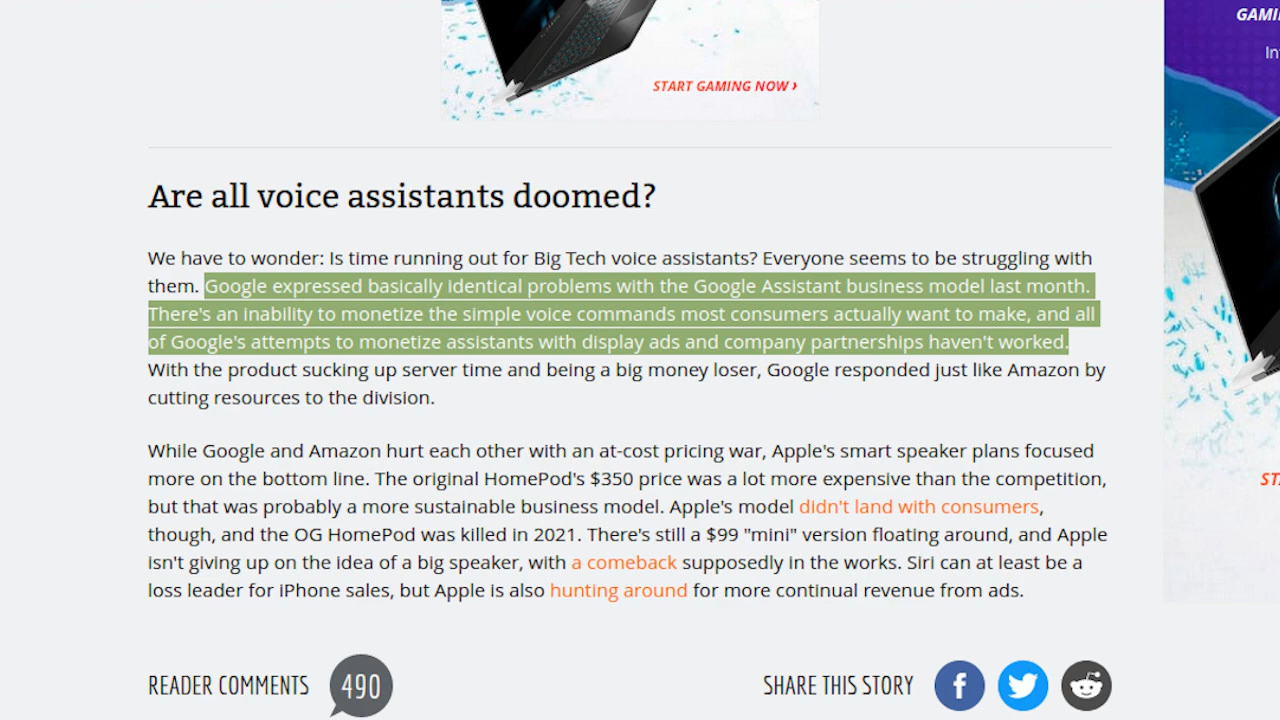 GAMI
In
START GAMING NOW ›
Are all voice assistants doomed?
We have to wonder: Is time running out for Big Tech voice assistants? Everyone seems to be struggling with
them. Google expressed basically identical problems with the Google Assistant business model last month.
There's an inability to monetize the simple voice commands most consumers actually want to make, and all
of Google's attempts to monetize assistants with display ads and company partnerships haven't worked.
With the product sucking up server time and being a big money loser, Google responded just like Amazon by
cutting resources to the division.
While Google and Amazon hurt each other with an at-cost pricing war, Apple's smart speaker plans focused
more on the bottom line. The original HomePod's $350 price was a lot more expensive than the competition,
but that was probably a more sustainable business model. Apple's model didn't land with consumers,
though, and the OG HomePod was killed in 2021. There's still a $99 "mini" version floating around, and Apple
isn't giving up on the idea of a big speaker, with a comeback supposedly in the works. Siri can at least be a
loss leader for iPhone sales, but Apple is also hunting around for more continual revenue from ads.
ST
READER COMMENTS 490
SHARE THIS STORY f